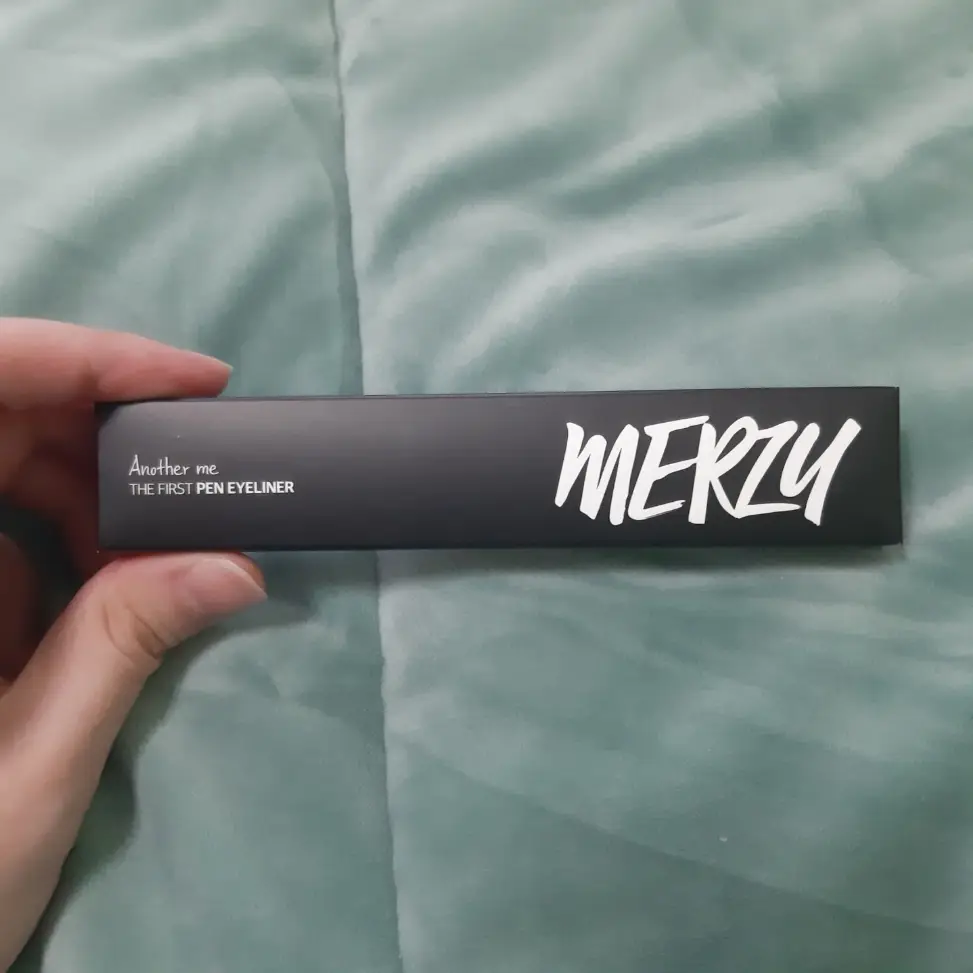 Another me
THE FIRST PEN EYELINER
MERZY